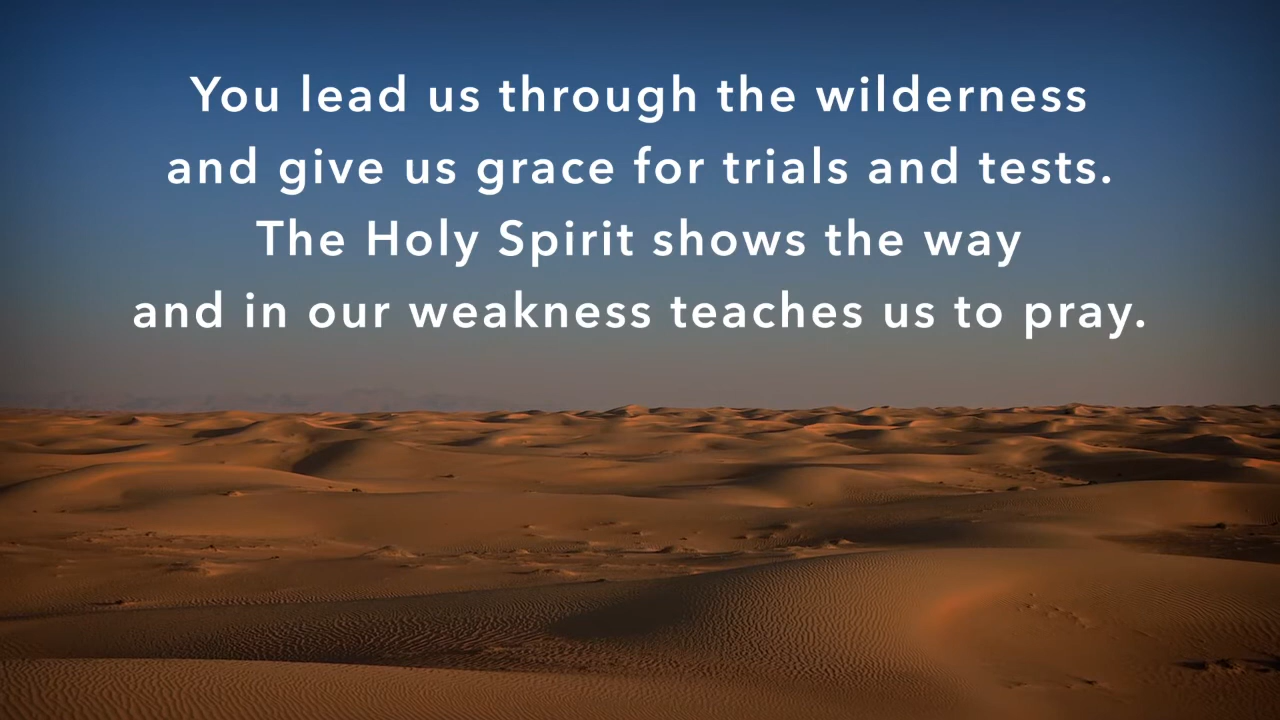 You lead us through the wilderness
and give us grace for trials and tests.
The Holy Spirit shows the way
and in our weakness teaches us to pray.